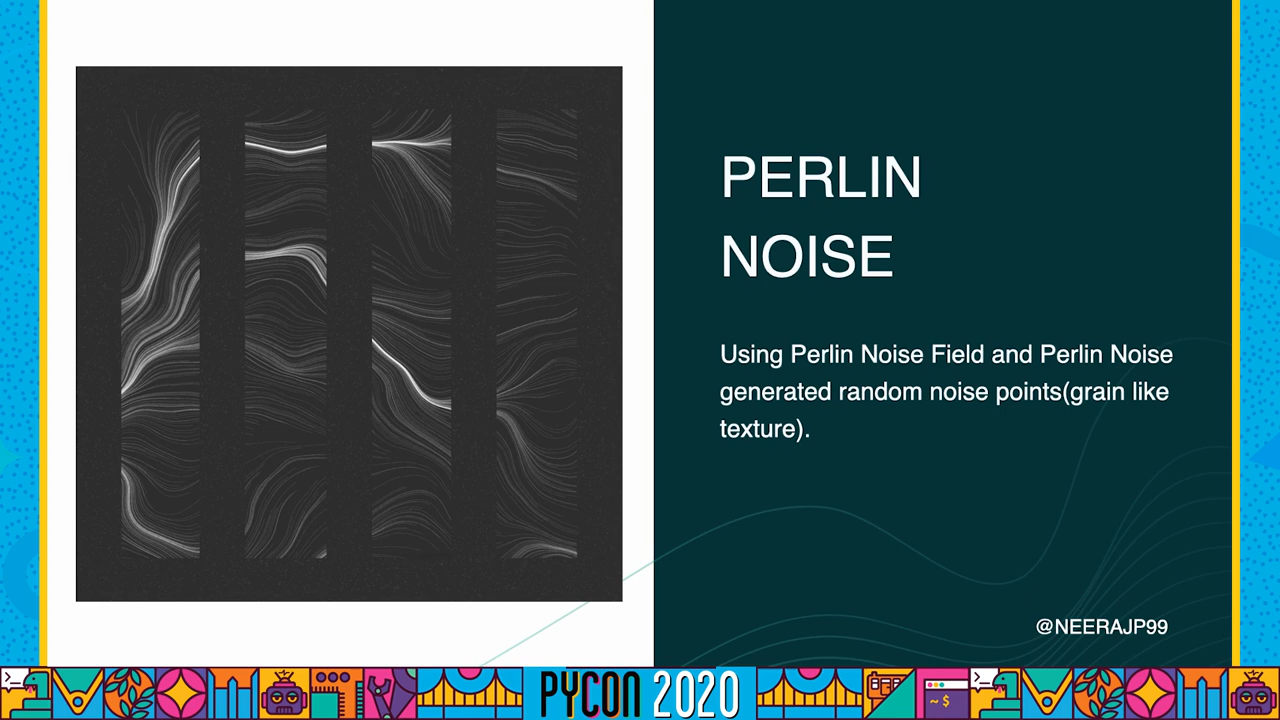 PERLIN
NOISE
Using Perlin Noise Field and Perlin Noise
generated random noise points(grain like
texture).
@NEERAJP99
PYCON 2020
~ $